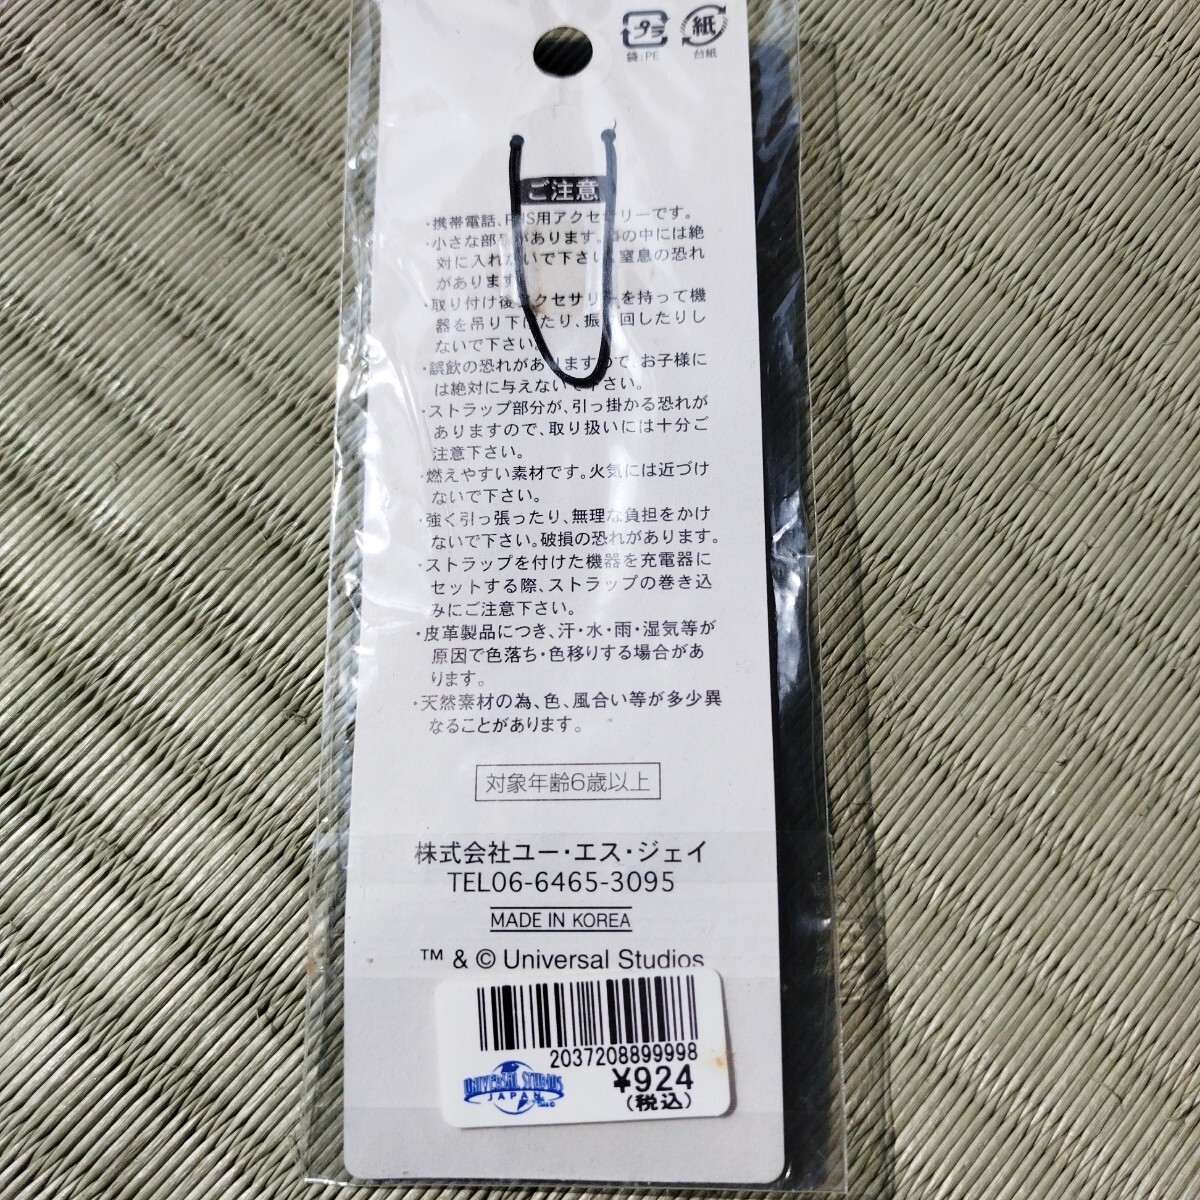 プラ
紙
袋:PE
台紙
ご注意
・携帯電話、PHS用アクセサリーです。
・小さな部品があります。口の中には絶
対に入れないで下さい。窒息の恐れ
があります。
・取り付け後アクセサリーを持って機
器を吊り下げたり、振り回したりし
ないで下さい。
・誤飲の恐れがありますので、お子様に
は絶対に与えないで下さい。
・ストラップ部分が、引っ掛かる恐れが
ありますので、取り扱いには十分ご
注意下さい。
・燃えやすい素材です。火気には近づけ
ないで下さい。
・強く引っ張ったり、無理な負担をかけ
ないで下さい。破損の恐れがあります。
・ストラップを付けた機器を充電器に
セットする際、ストラップの巻き込
みにご注意下さい。
・皮革製品につき、汗・水・雨・湿気等が
原因で色落ち・色移りする場合があ
ります。
・天然素材の為、色、風合い等が多少異
なることがあります。
対象年齢6歳以上
株式会社ユー・エス・ジェイ
TEL06-6465-3095
MADE IN KOREA
™ & © Universal Studios
2037208899998
UNIVERSAL STUDIOS
JAPAN
¥924
(税込)